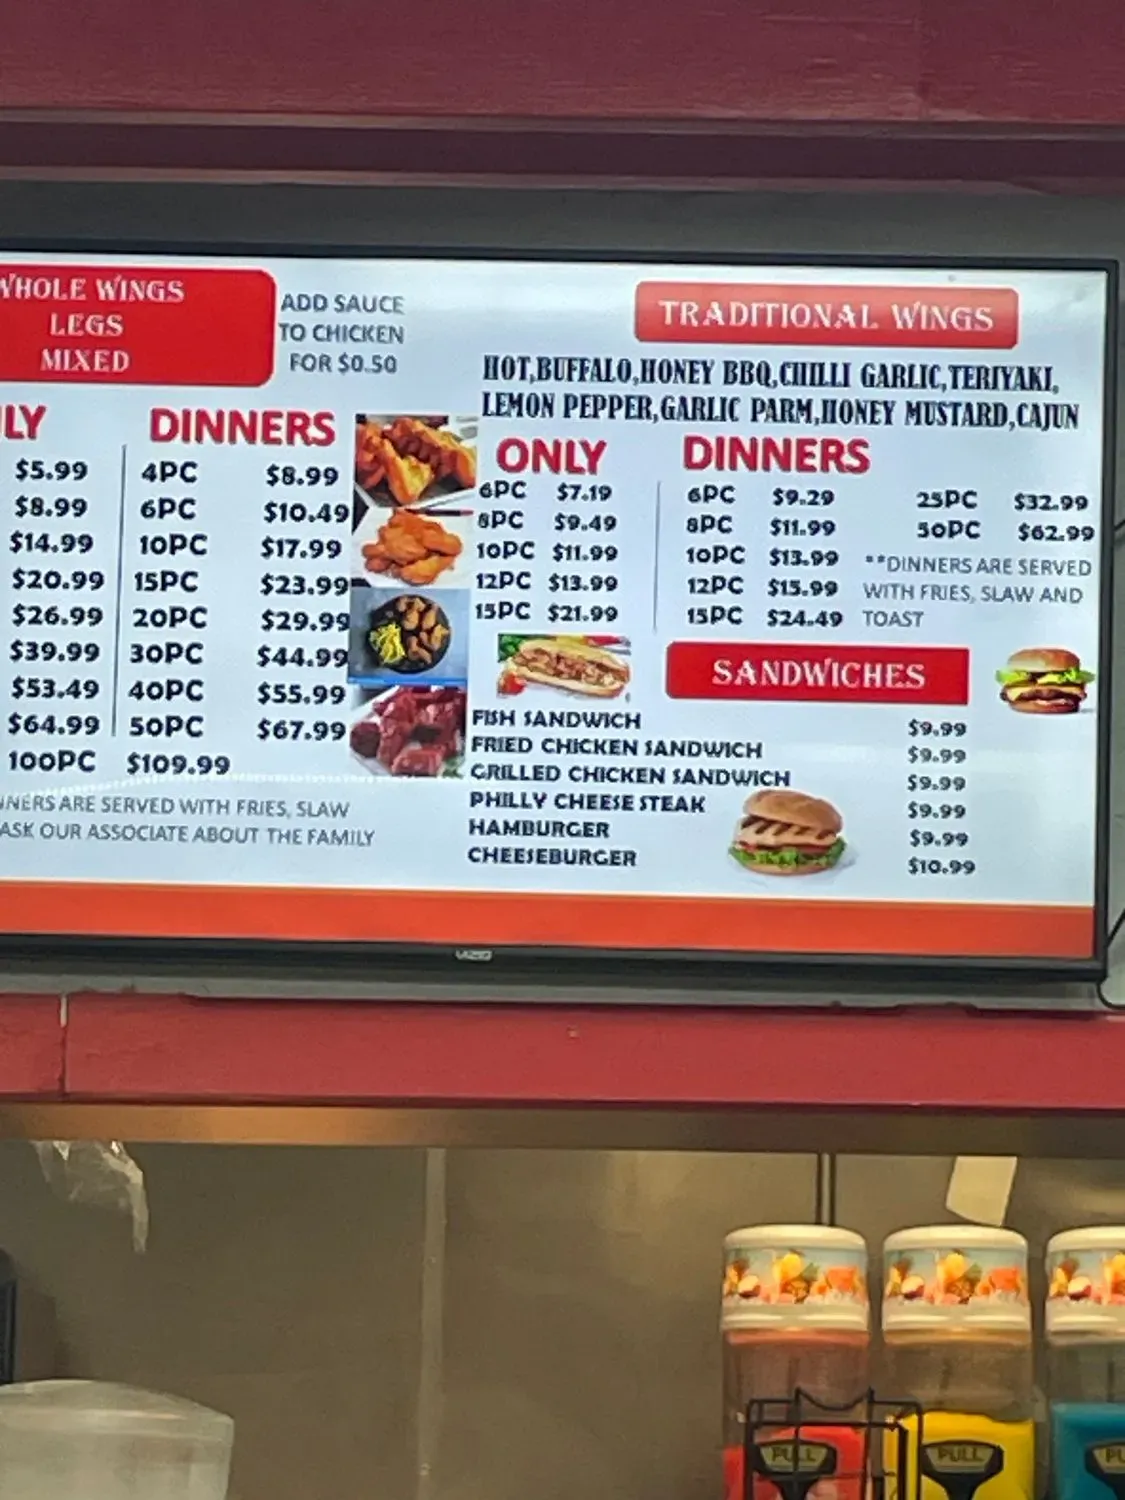 WHOLE WINGS
LEGS
MIXED
ADD SAUCE
TO CHICKEN
FOR $0.50
DINNERS
$5.99 4PC $8.99
$8.99 6PC $10.49
$14.99 10PC $17.99
$20.99 15PC $23.99
$26.99 20PC $29.99
$39.99 30PC $44.99
$53.49 40PC $55.99
$64.99 50PC $67.99
100PC $109.99
ARE SERVED WITH FRIES, SLAW
ASK OUR ASSOCIATE ABOUT THE FAMILY
TRADITIONAL WINGS
HOT,BUFFALO,HONEY BBQ,CHILLI GARLIC,TERIYAKI,
LEMON PEPPER,GARLIC PARM,HONEY MUSTARD,CAJUN
ONLY
6PC $7.19
8PC $9.49
10PC $11.99
12PC $13.99
15PC $21.99
DINNERS
6PC $9.29
8PC $11.99
10PC $13.99
12PC $15.99
15PC $24.49
25PC $32.99
50PC $62.99
**DINNERS ARE SERVED
WITH FRIES, SLAW AND
TOAST
SANDWICHES
FISH SANDWICH $9.99
FRIED CHICKEN SANDWICH $9.99
GRILLED CHICKEN SANDWICH $9.99
PHILLY CHEESE STEAK $9.99
HAMBURGER $9.99
CHEESEBURGER $10.99
PULL
PULL